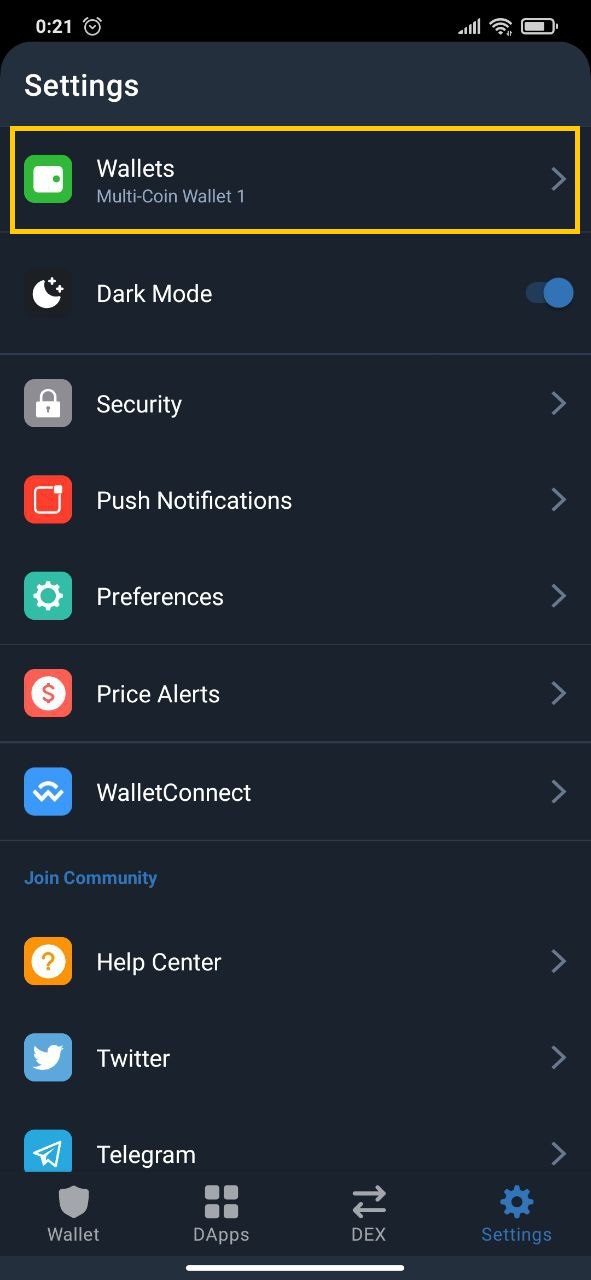 0:21
Settings
Wallets
Multi-Coin Wallet 1
Dark Mode
Security
Push Notifications
Preferences
Price Alerts
WalletConnect
Join Community
Help Center
Twitter
Telegram
Wallet DApps DEX Settings